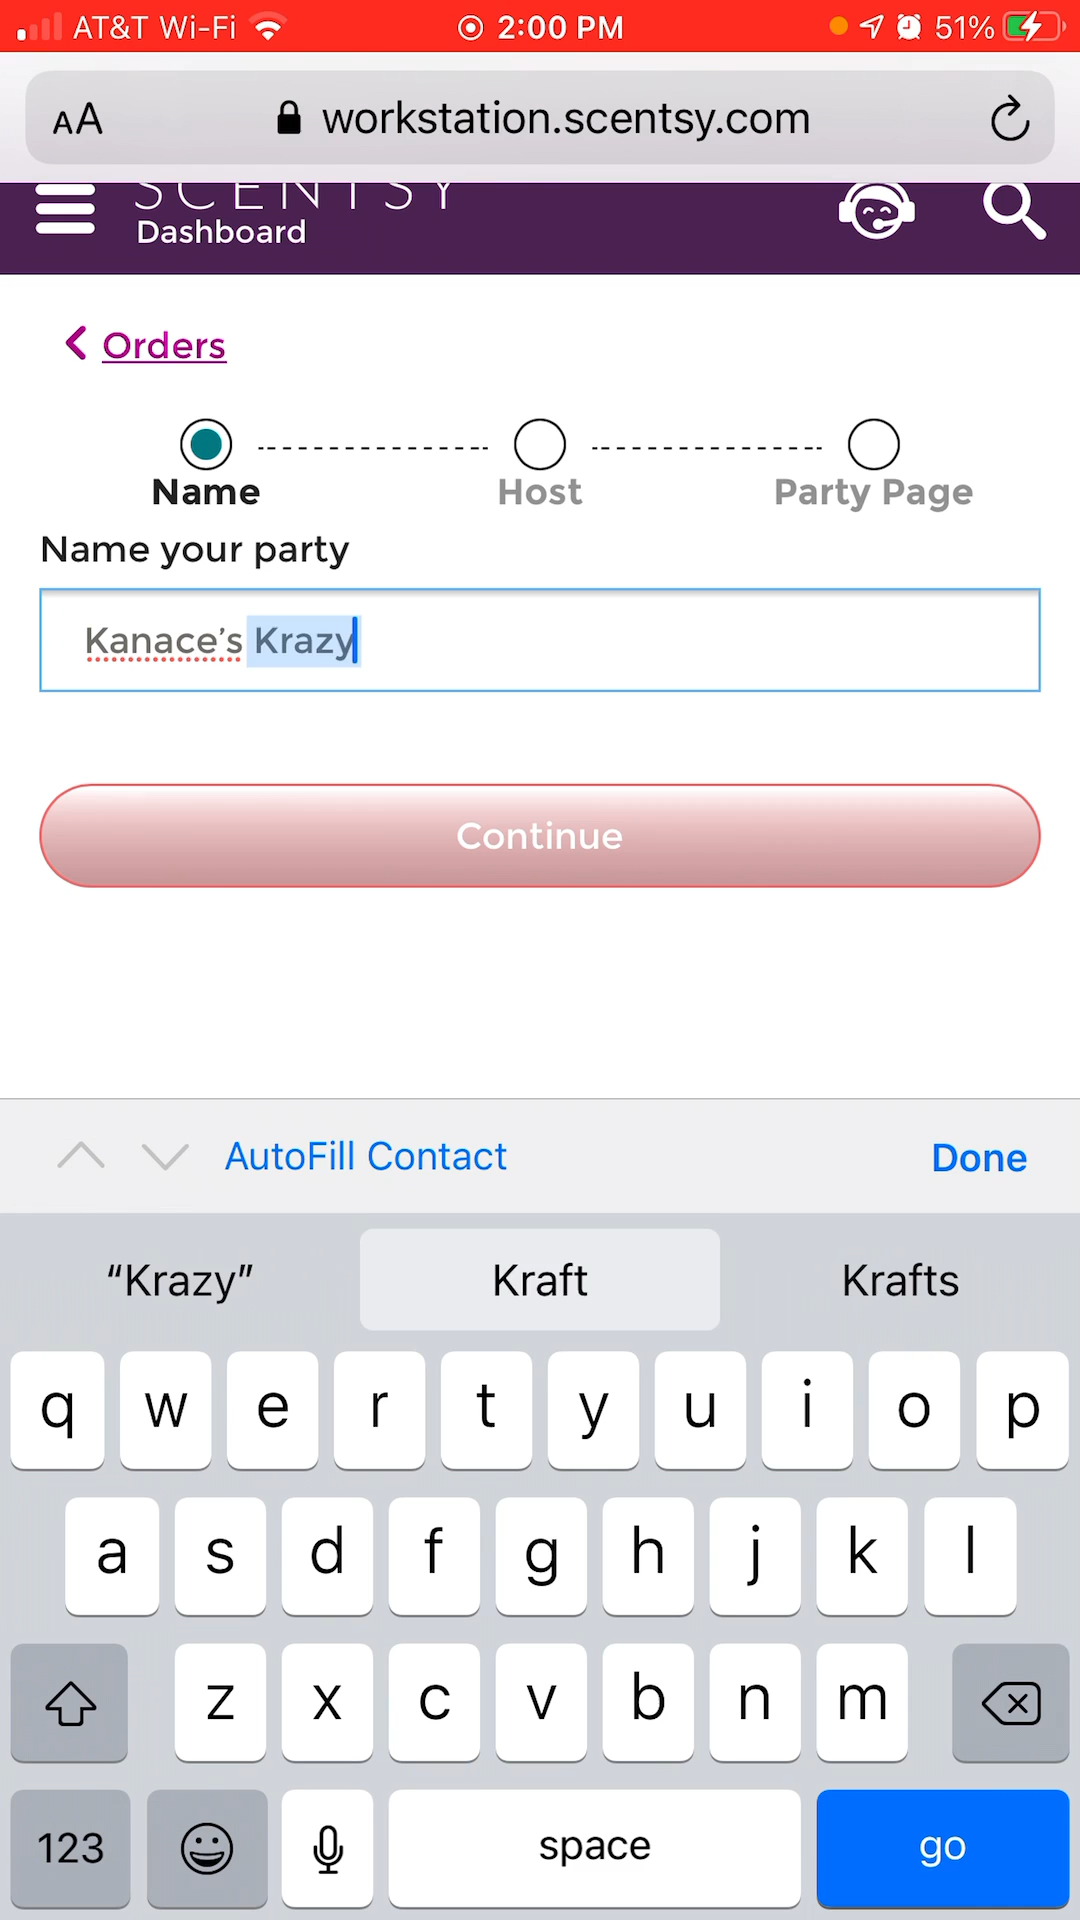 AT&T Wi-Fi 2:00 PM 51%
AA workstation.scentsy.com
SCENTSY
Dashboard
Orders
Name Host Party Page
Name your party
Kanace’s Krazy
Continue
AutoFill Contact Done
“Krazy” Kraft Krafts
q w e r t y u i o p
a s d f g h j k l
z x c v b n m
123 space go